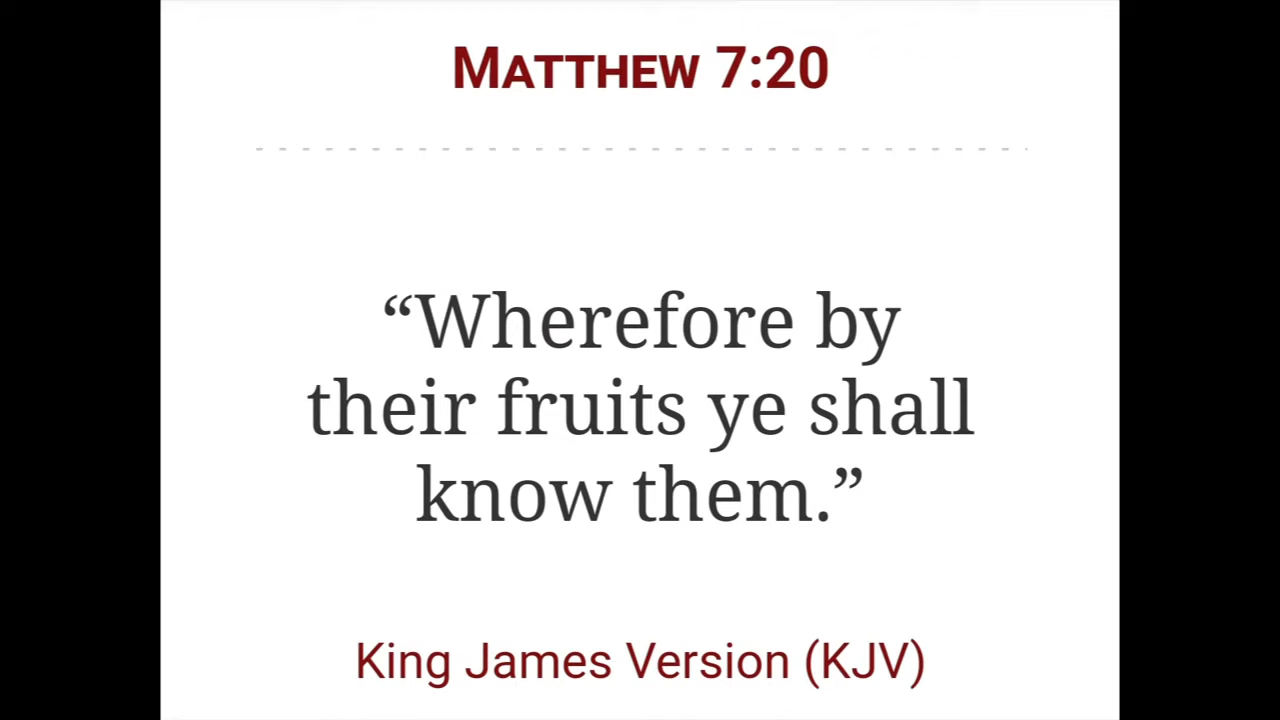 Matthew 7:20
“Wherefore by
their fruits ye shall
know them.”
King James Version (KJV)